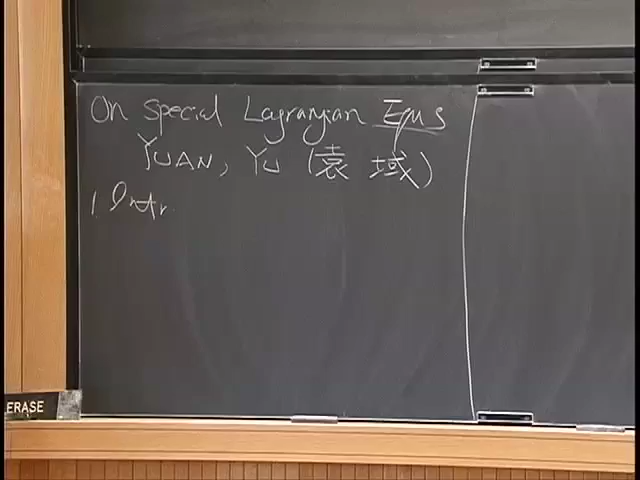 On Special Lagrangian Eqns
YUAN, YU (袁 域)
1 Intr
ERASE